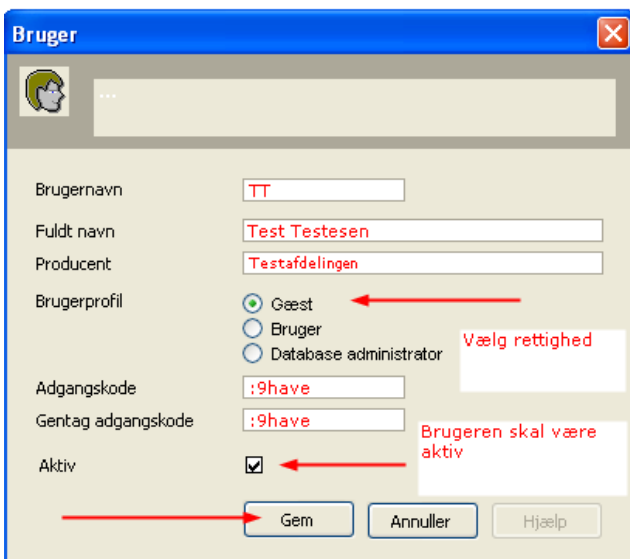 Bruger
...
Brugernavn TT
Fuldt navn Test Testesen
Producent Testafdelingen
Brugerprofil Gæst
Bruger
Database administrator
Vælg rettighed
Adgangskode :9have
Gentag adgangskode :9have
Brugeren skal være
aktiv
Aktiv
Gem Annuller Hjælp